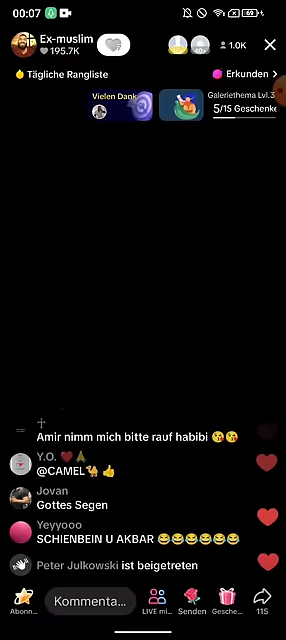 00:07
Ex-muslim
195.7K
1.0K
Tägliche Rangliste
Erkunden
Vielen Dank
Galeriethema Lvl.3
5/15 Geschenke
Amir nimm mich bitte rauf habibi 😘😘
Y.O. ❤️🙏
@CAMEL🐪 👍
Jovan
Gottes Segen
Yeyyooo
SCHIENBEIN U AKBAR 😂😂😂😂😂😂
Peter Julkowski ist beigetreten
Abonn...
Kommenta...
LIVE mi...
Senden
Gesche...
115